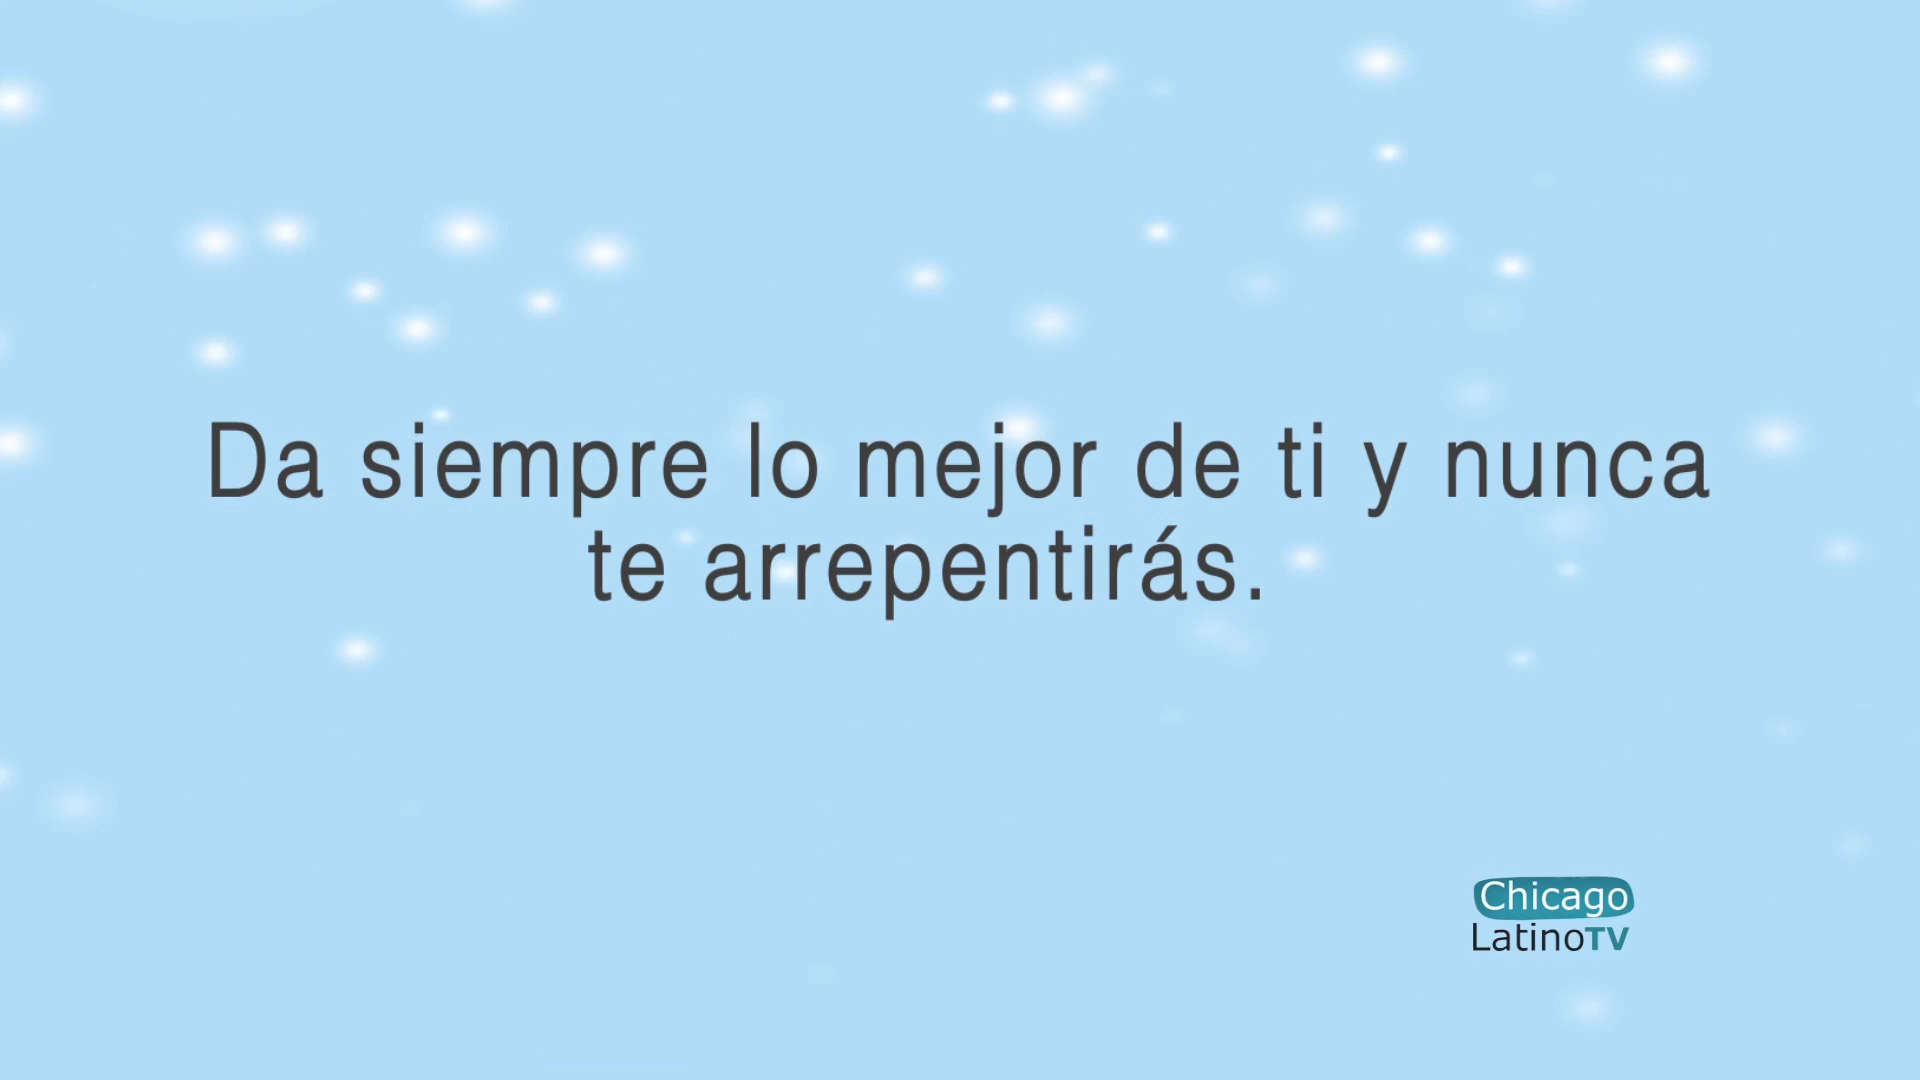 Da siempre lo mejor de ti y nunca
te arrepentirás.
Chicago
LatinoTV